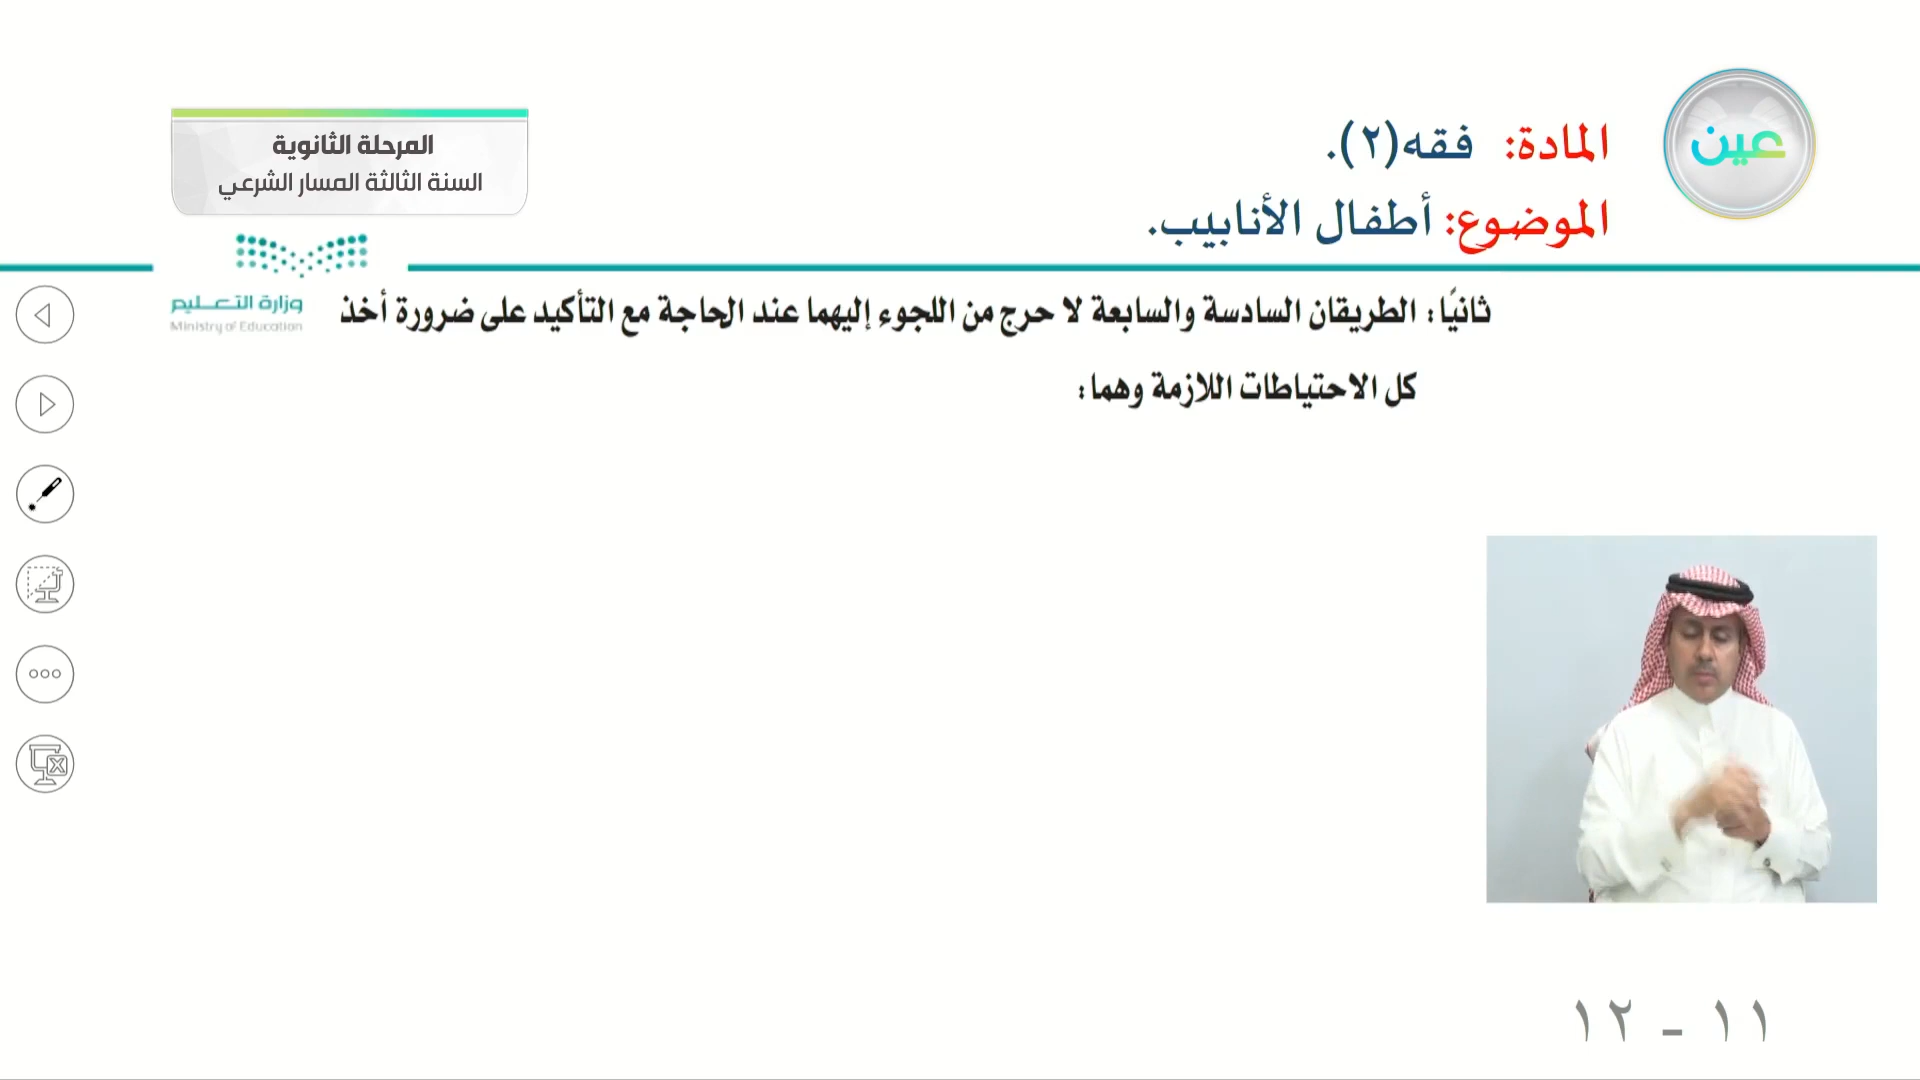 عين
المادة: فقه(٢).
الموضوع: أطفال الأنابيب.
المرحلة الثانوية
السنة الثالثة المسار الشرعي
وزارة التعليم
Ministry of Education
ثانيًا: الطريقان السادسة والسابعة لا حرج من اللجوء إليهما عند الحاجة مع التأكيد على ضرورة أخذ
كل الاحتياطات اللازمة وهما:
١١ - ١٢